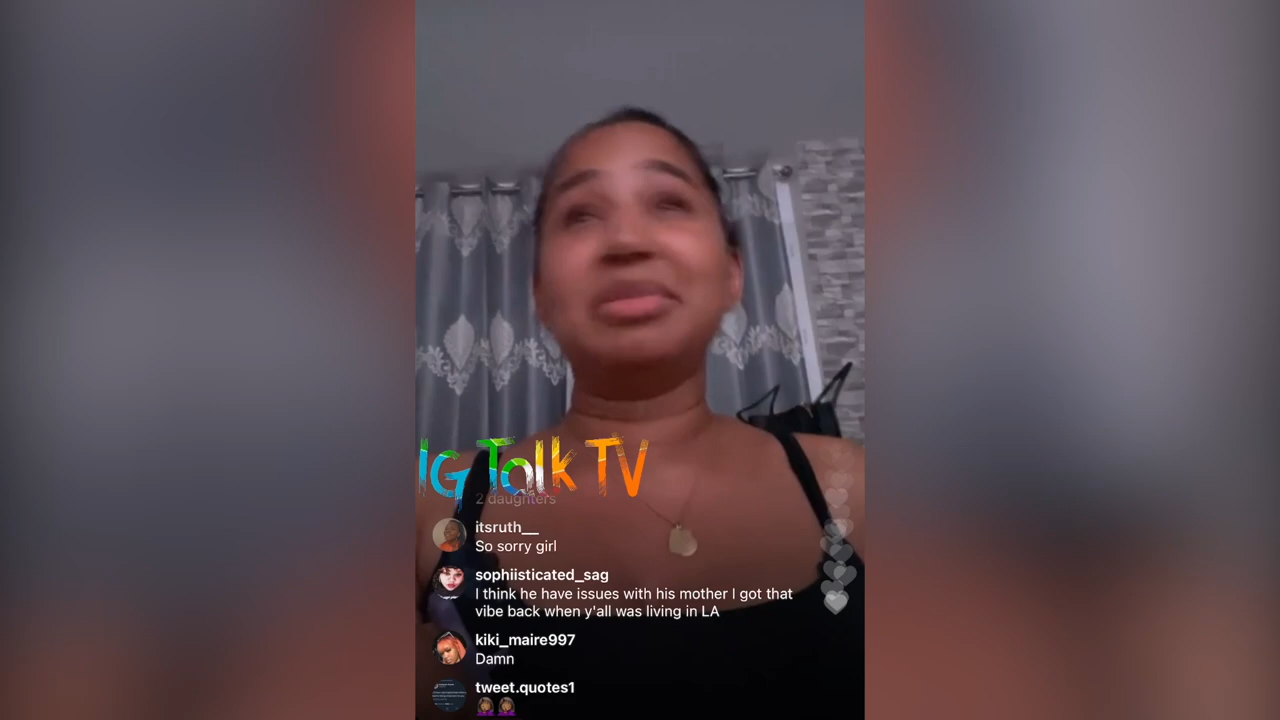 IG Talk TV
2 daughters
itsruth__
So sorry girl
sophiisticated_sag
I think he have issues with his mother I got that
vibe back when y'all was living in LA
kiki_maire997
Damn
tweet.quotes1
🤦🏽‍♀️🤦🏽‍♀️